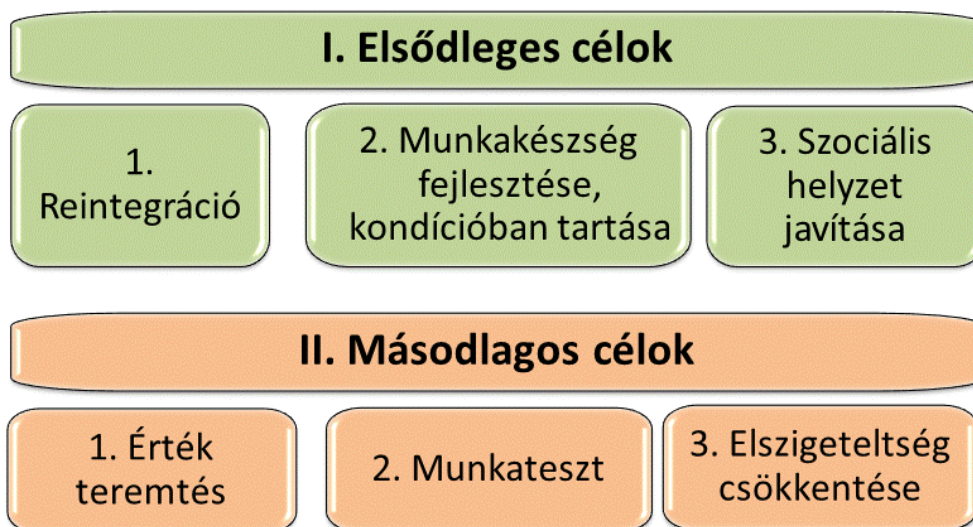 I. Elsődleges célok
1.
Reintegráció
2. Munkakészség
fejlesztése,
kondícióban tartása
3. Szociális
helyzet
javítása
II. Másodlagos célok
1. Érték
teremtés
2. Munkateszt
3. Elszigeteltség
csökkentése